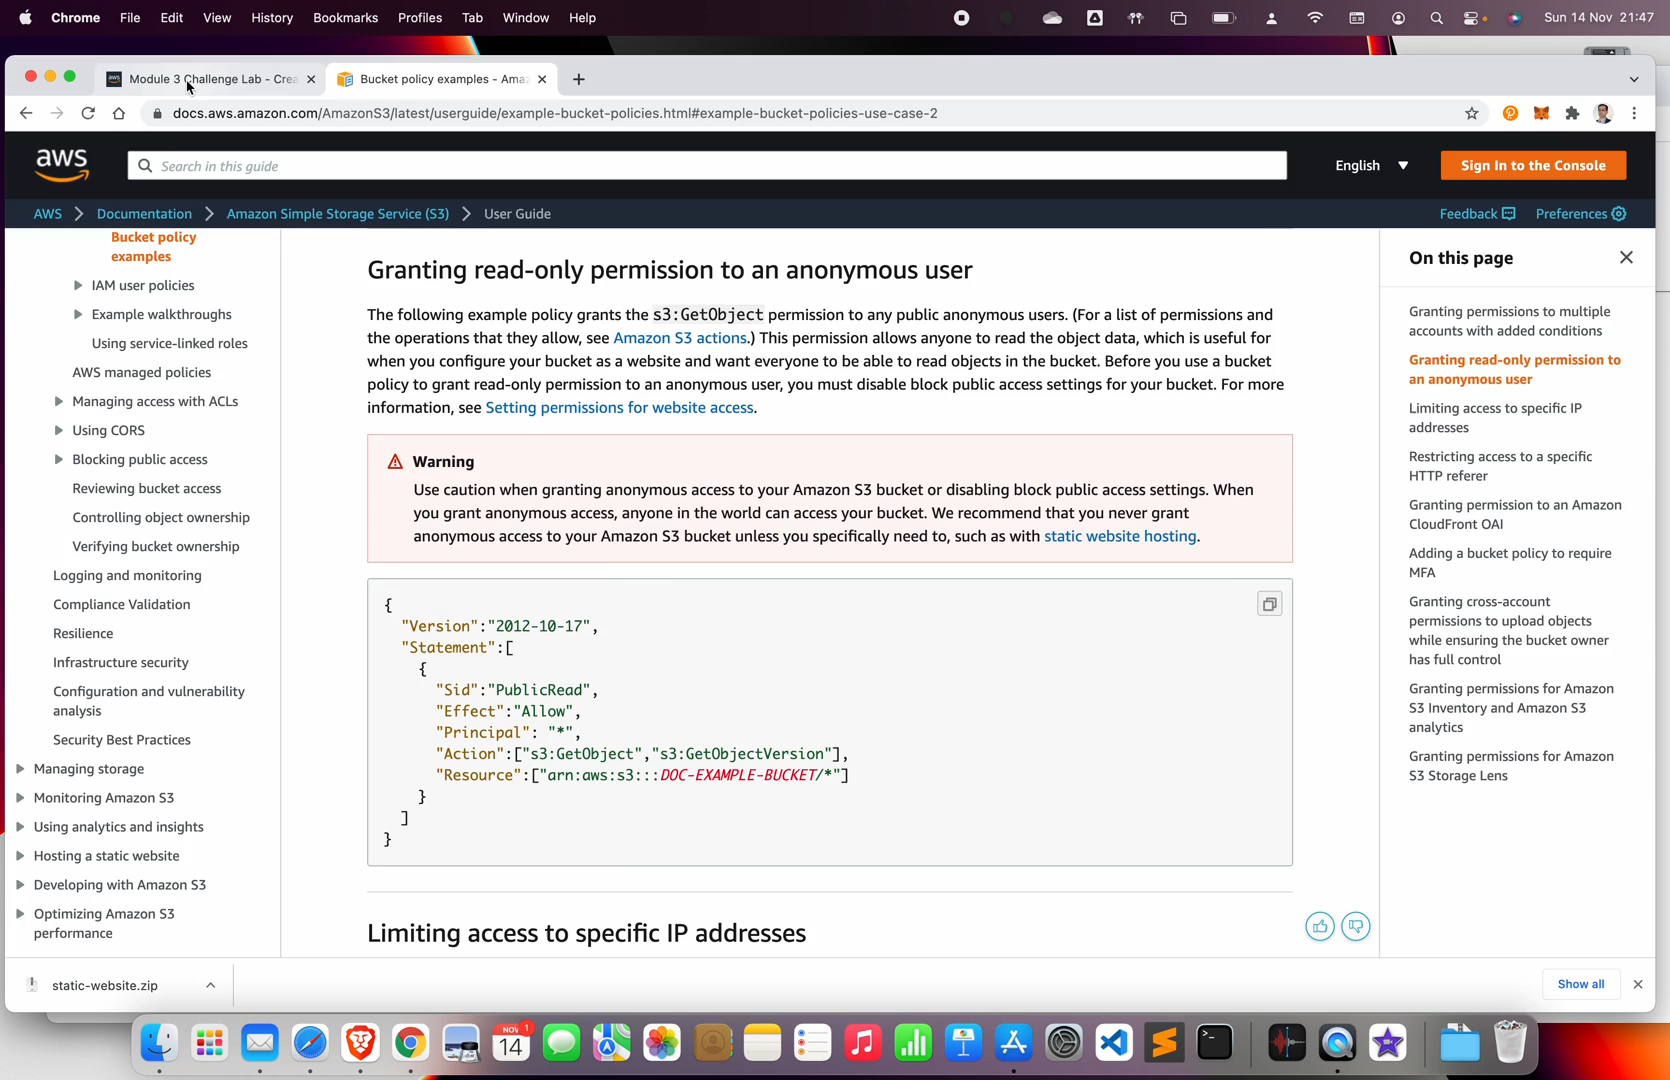 Chrome File Edit View History Bookmarks Profiles Tab Window Help
Sun 14 Nov 21:47
Module 3 Challenge Lab - Crea
Bucket policy examples - Ama
docs.aws.amazon.com/AmazonS3/latest/userguide/example-bucket-policies.html#example-bucket-policies-use-case-2
aws
Search in this guide
English
Sign In to the Console
AWS
Documentation
Amazon Simple Storage Service (S3)
User Guide
Feedback
Preferences
Bucket policy
examples
IAM user policies
Example walkthroughs
Using service-linked roles
AWS managed policies
Managing access with ACLs
Using CORS
Blocking public access
Reviewing bucket access
Controlling object ownership
Verifying bucket ownership
Logging and monitoring
Compliance Validation
Resilience
Infrastructure security
Configuration and vulnerability
analysis
Security Best Practices
Managing storage
Monitoring Amazon S3
Using analytics and insights
Hosting a static website
Developing with Amazon S3
Optimizing Amazon S3
performance
Granting read-only permission to an anonymous user
The following example policy grants the s3:GetObject permission to any public anonymous users. (For a list of permissions and
the operations that they allow, see Amazon S3 actions.) This permission allows anyone to read the object data, which is useful for
when you configure your bucket as a website and want everyone to be able to read objects in the bucket. Before you use a bucket
policy to grant read-only permission to an anonymous user, you must disable block public access settings for your bucket. For more
information, see Setting permissions for website access.
Warning
Use caution when granting anonymous access to your Amazon S3 bucket or disabling block public access settings. When
you grant anonymous access, anyone in the world can access your bucket. We recommend that you never grant
anonymous access to your Amazon S3 bucket unless you specifically need to, such as with static website hosting.
{
"Version":"2012-10-17",
"Statement":[
{
"Sid":"PublicRead",
"Effect":"Allow",
"Principal": "*",
"Action":["s3:GetObject","s3:GetObjectVersion"],
"Resource":["arn:aws:s3:::DOC-EXAMPLE-BUCKET/*"]
}
]
}
Limiting access to specific IP addresses
On this page
Granting permissions to multiple
accounts with added conditions
Granting read-only permission to
an anonymous user
Limiting access to specific IP
addresses
Restricting access to a specific
HTTP referer
Granting permission to an Amazon
CloudFront OAI
Adding a bucket policy to require
MFA
Granting cross-account
permissions to upload objects
while ensuring the bucket owner
has full control
Granting permissions for Amazon
S3 Inventory and Amazon S3
analytics
Granting permissions for Amazon
S3 Storage Lens
static-website.zip
Show all
NOV
14
1